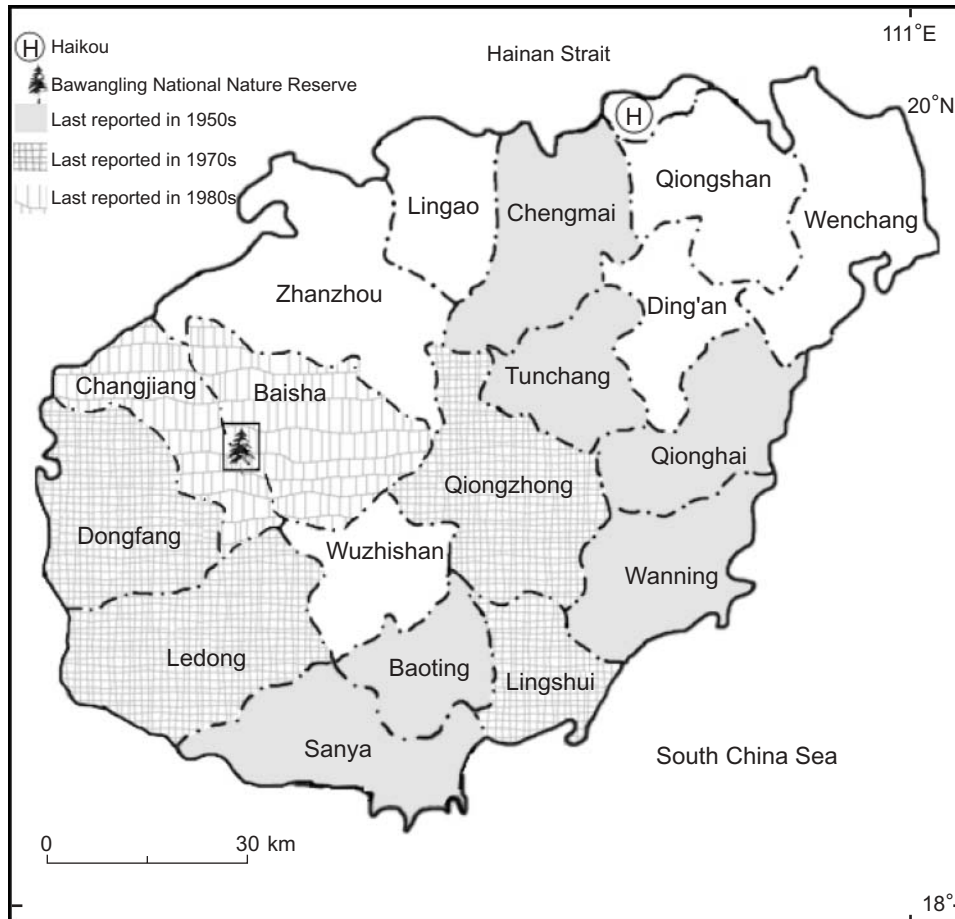 111°E
Hainan Strait
H Haikou
Bawangling National Nature Reserve
20°N
H
Last reported in 1950s
Last reported in 1970s
Last reported in 1980s
Qiongshan
Lingao
Chengmai
Wenchang
Zhanzhou
Ding'an
Tunchang
Changjiang
Baisha
Qionghai
Qiongzhong
Dongfang
Wuzhishan
Wanning
Ledong
Baoting
Lingshui
Sanya
South China Sea
0 30 km
18°